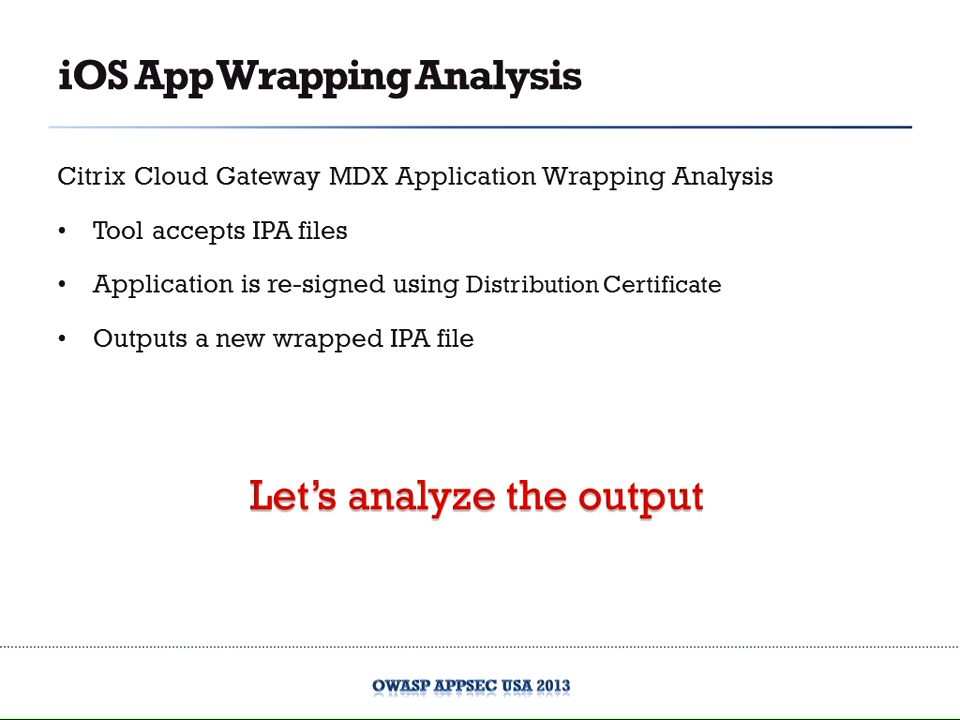 iOS App Wrapping Analysis
Citrix Cloud Gateway MDX Application Wrapping Analysis
• Tool accepts IPA files
• Application is re-signed using Distribution Certificate
• Outputs a new wrapped IPA file
Let’s analyze the output
OWASP APPSEC USA 2013